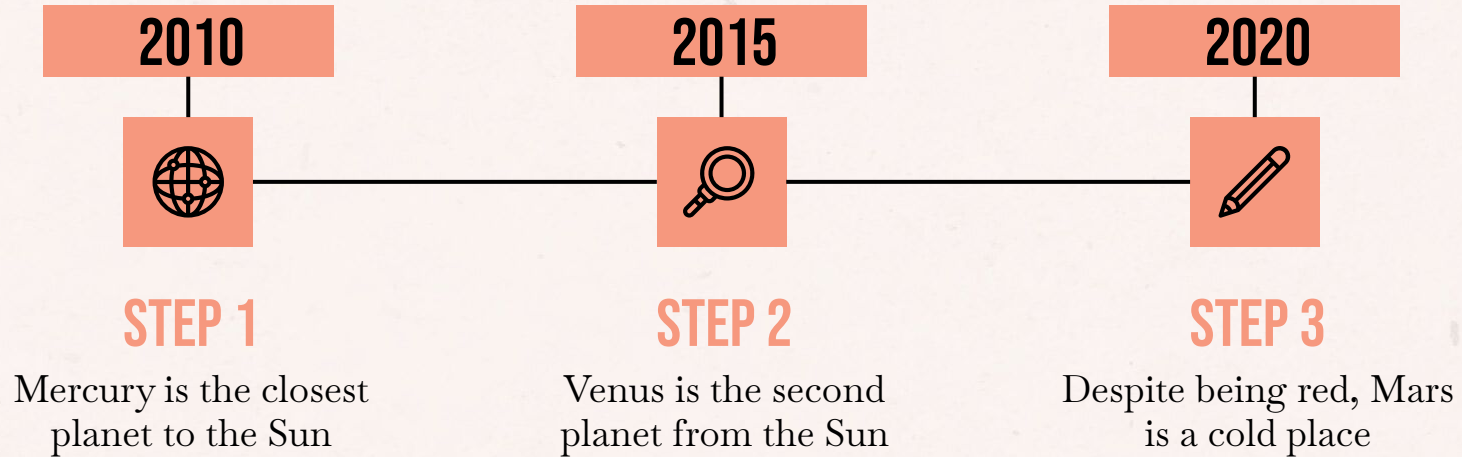 2010
2015
2020
STEP 1
Mercury is the closest
planet to the Sun
STEP 2
Venus is the second
planet from the Sun
STEP 3
Despite being red, Mars
is a cold place